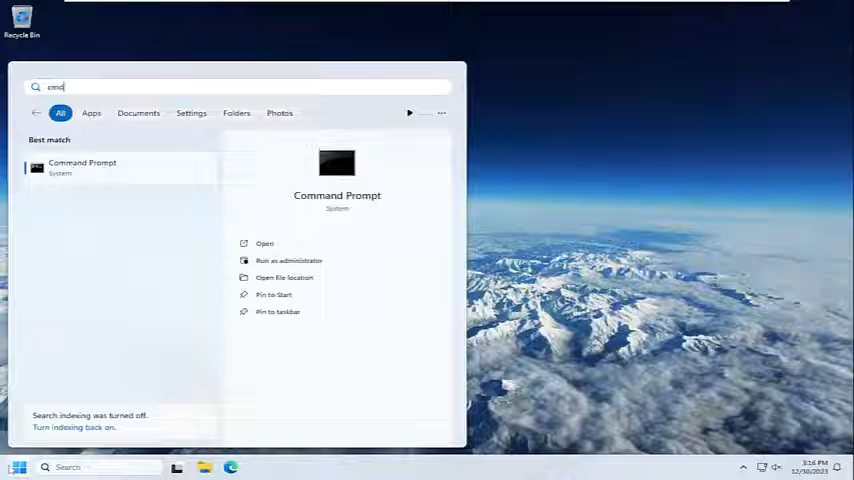 Recycle Bin
cmd
All Apps Documents Settings Folders Photos
Best match
Command Prompt
System
Command Prompt
System
Open
Run as administrator
Open file location
Pin to Start
Pin to taskbar
Search indexing was turned off.
Turn indexing back on.
Search
3:16 PM
12/30/2023